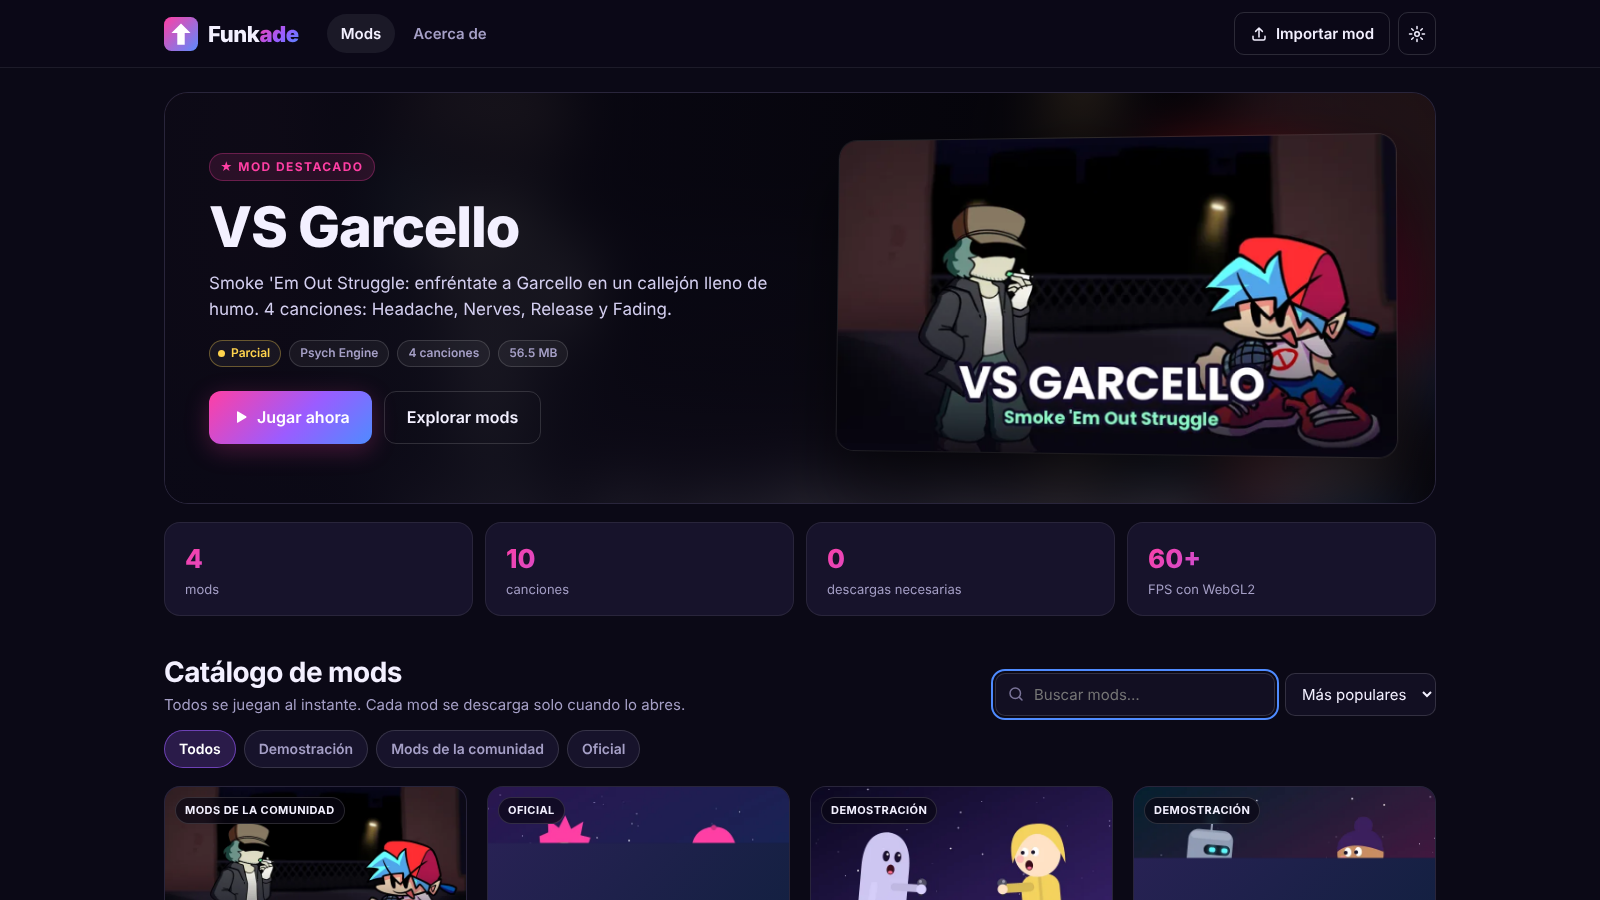 Funkade
Mods
Acerca de
Importar mod
★ MOD DESTACADO
VS Garcello
Smoke 'Em Out Struggle: enfréntate a Garcello en un callejón lleno de
humo. 4 canciones: Headache, Nerves, Release y Fading.
Parcial
Psych Engine
4 canciones
56.5 MB
Jugar ahora
Explorar mods
VS GARCELLO
Smoke 'Em Out Struggle
4
mods
10
canciones
0
descargas necesarias
60+
FPS con WebGL2
Catálogo de mods
Todos se juegan al instante. Cada mod se descarga solo cuando lo abres.
Buscar mods...
Más populares
Todos
Demostración
Mods de la comunidad
Oficial
MODS DE LA COMUNIDAD
OFICIAL
DEMOSTRACIÓN
DEMOSTRACIÓN